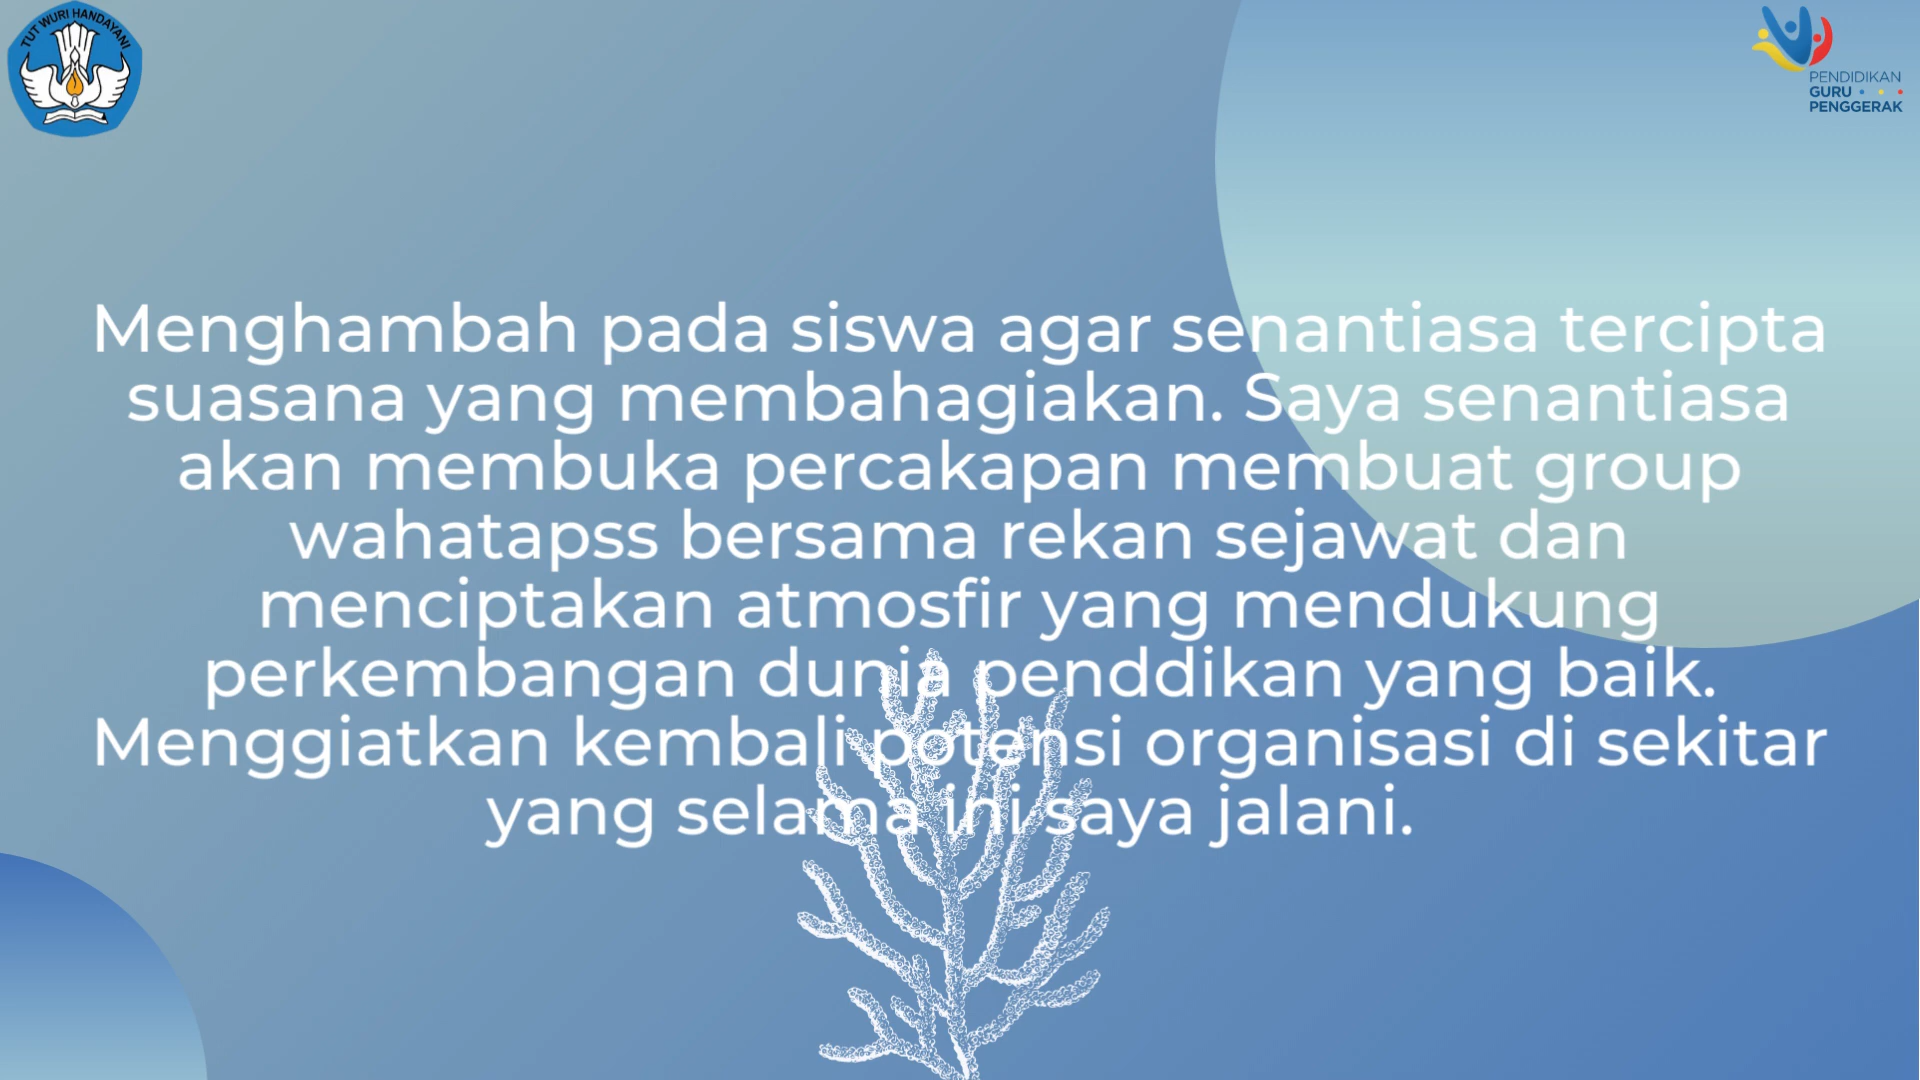 TUT WURI HANDAYANI
PENDIDIKAN
GURU
PENGGERAK
Menghambah pada siswa agar senantiasa tercipta
suasana yang membahagiakan. Saya senantiasa
akan membuka percakapan membuat group
wahatapss bersama rekan sejawat dan
menciptakan atmosfir yang mendukung
perkembangan dunia penddikan yang baik.
Menggiatkan kembali potensi organisasi di sekitar
yang selama ini saya jalani.